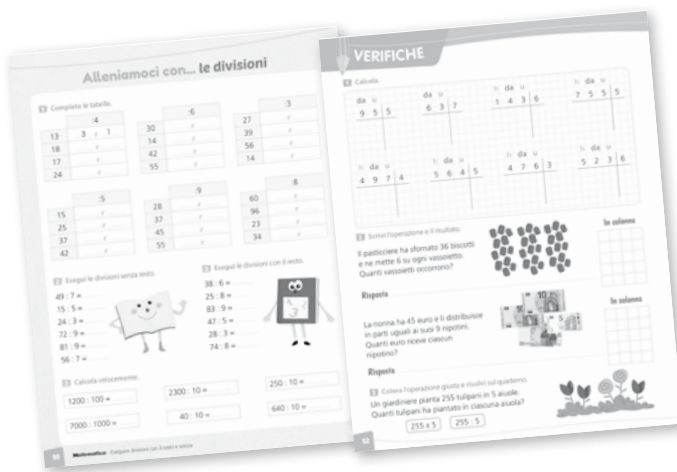 Alleniamoci con... le divisioni
1 Completa le tabelle.
:4
13 3 r 1
18 r
17 r
24 r
:6
30 r
14 r
42 r
55 r
:3
27 r
39 r
56 r
14 r
:5
15 r
25 r
37 r
42 r
:9
28 r
37 r
45 r
55 r
:8
60 r
96 r
23 r
34 r
2 Esegui le divisioni senza resto.
49 : 7 =
15 : 5 =
24 : 3 =
72 : 9 =
81 : 9 =
56 : 7 =
Esegui le divisioni con il resto.
38 : 6 =
25 : 8 =
83 : 9 =
47 : 5 =
28 : 3 =
74 : 8 =
Calcola velocemente.
1200 : 100 =
2300 : 10 =
250 : 10 =
7000 : 1000 =
40 : 10 =
640 : 10 =
Matematica
VERIFICHE
1 Calcola.
da u
9 5 5
da u
6 3 7
h da u
1 4 3 6
h da u
7 5 5 5
h da u
4 9 7 4
h da u
5 6 4 5
h da u
4 7 6 3
h da u
5 2 3 6
2 Scrivi l'operazione e il risultato.
Il pasticciere ha sfornato 36 biscotti
e ne mette 6 su ogni vassoietto.
Quanti vassoietti occorrono?
In colonna
Risposta
La nonna ha 45 euro e li distribuisce
in parti uguali ai suoi 9 nipotini.
Quanti euro riceve ciascun
nipotino?
In colonna
Risposta
3 Colora l'operazione giusta e risolvi sul quaderno.
Un giardiniere pianta 255 tulipani in 5 aiuole.
Quanti tulipani ha piantato in ciascuna aiuola?
255 x 5
255 : 5